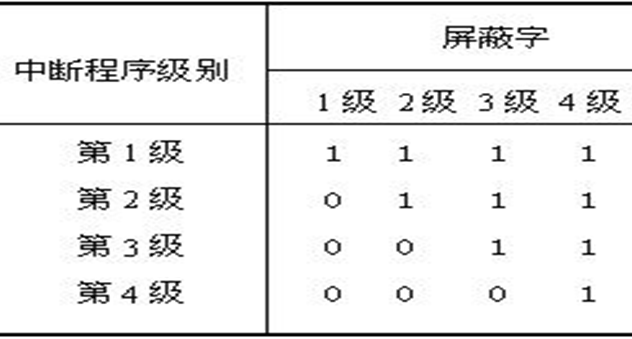 屏蔽字
中断程序级别
1级 2级 3级 4级
第1级 1 1 1 1
第2级 0 1 1 1
第3级 0 0 1 1
第4级 0 0 0 1